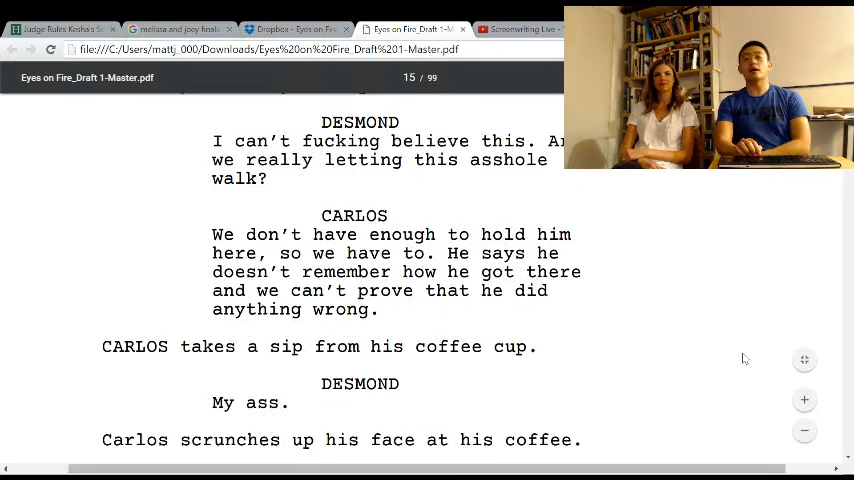 Judge Rules Kesha's S
melissa and joey finale
Dropbox - Eyes on Fire
Eyes on Fire_Draft 1-M
Screenwriting Live -
file:///C:/Users/mattj_000/Downloads/Eyes%20on%20Fire_Draft%201-Master.pdf
Eyes on Fire_Draft 1-Master.pdf
15 / 99
DESMOND
I can't fucking believe this. A
we really letting this asshole
walk?
CARLOS
We don't have enough to hold him
here, so we have to. He says he
doesn't remember how he got there
and we can't prove that he did
anything wrong.
CARLOS takes a sip from his coffee cup.
DESMOND
My ass.
Carlos scrunches up his face at his coffee.